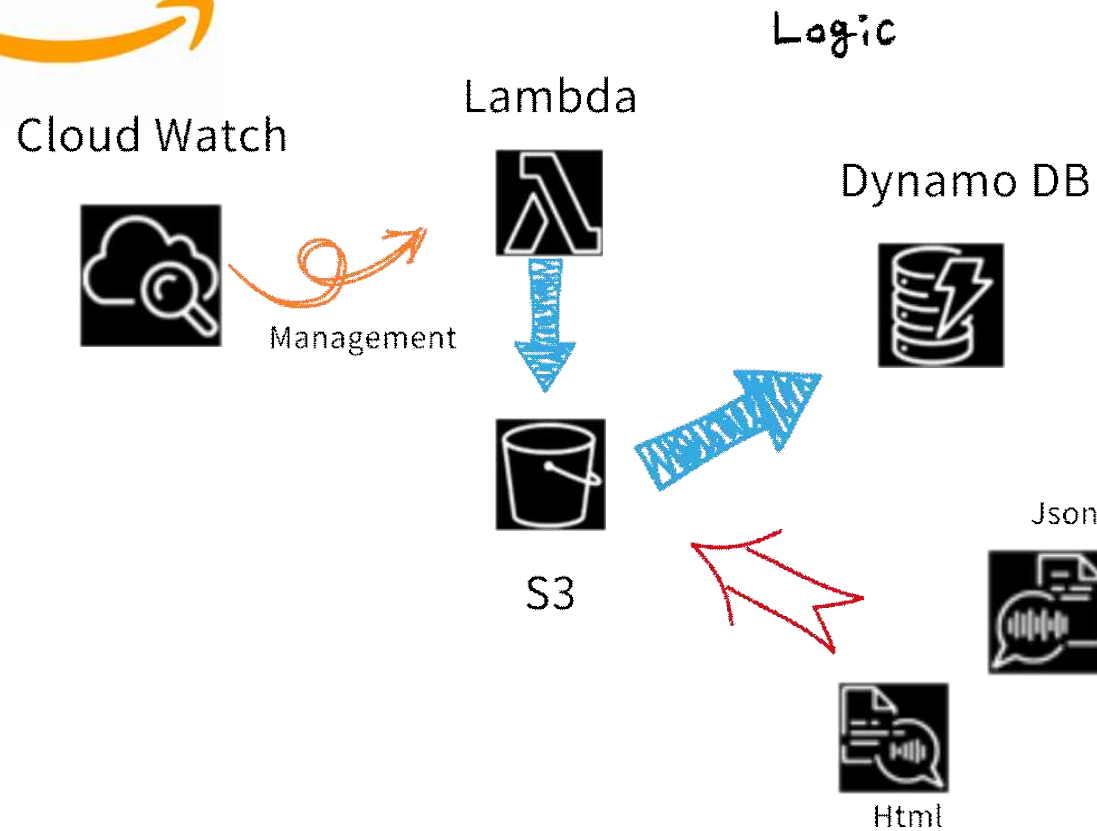 Logic
Lambda
Cloud Watch
Dynamo DB
Management
Json
S3
Html